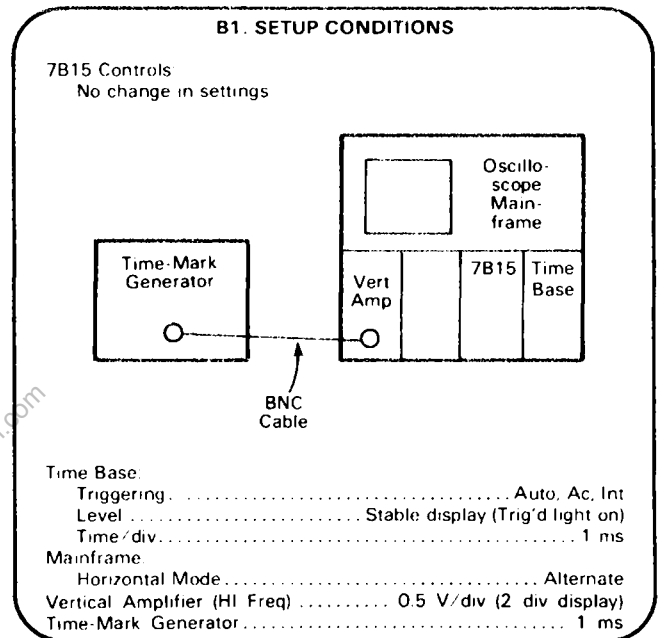 B1. SETUP CONDITIONS
7B15 Controls
No change in settings
Oscillo-
scope
Main-
frame
Time-Mark
Generator
Vert
Amp
7B15
Time
Base
BNC
Cable
Time Base:
Triggering. . . . . . . . . . . . . . . . . . . . . . . . . . . . . . . . . . . Auto, Ac, Int
Level . . . . . . . . . . . . . . . . . . . . . . . Stable display (Trig'd light on)
Time/div. . . . . . . . . . . . . . . . . . . . . . . . . . . . . . . . . . . . . . . . . . 1 ms
Mainframe
Horizontal Mode. . . . . . . . . . . . . . . . . . . . . . . . . . . . . . . . Alternate
Vertical Amplifier (HI Freq) . . . . . . . . . . 0.5 V/div (2 div display)
Time-Mark Generator. . . . . . . . . . . . . . . . . . . . . . . . . . . . . . . . . 1 ms